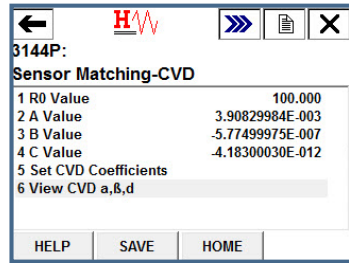 H
3144P:
Sensor Matching-CVD
1 R0 Value 100.000
2 A Value 3.90829984E-003
3 B Value -5.77499975E-007
4 C Value -4.18300030E-012
5 Set CVD Coefficients
6 View CVD a,ß,d
HELP SAVE HOME